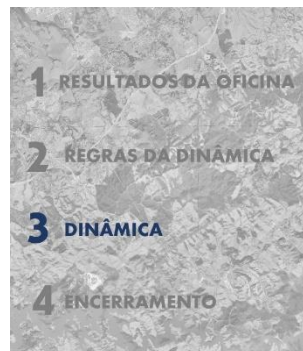 1 RESULTADOS DA OFICINA
2 REGRAS DA DINÂMICA
3 DINÂMICA
4 ENCERRAMENTO